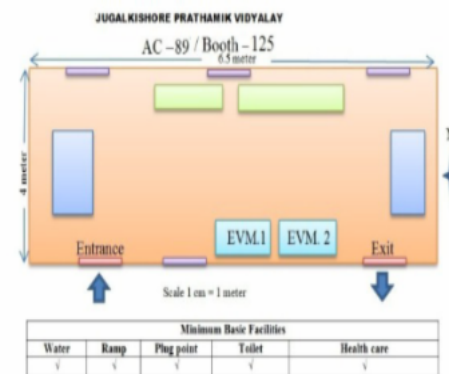 JUGALKISHORE PRATHAMIK VIDYALAY
AC –89 / Booth –125
6.5 meter
4 meter
EVM.1 EVM. 2
Entrance Exit
Scale 1 cm = 1 meter
Minimum Basic Facilities
Water Ramp Plug point Toilet Health care
√ √ √ √ √